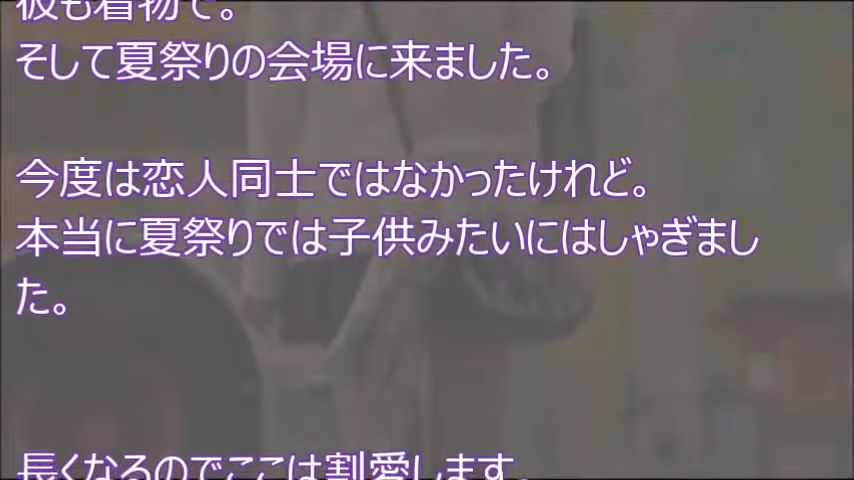 彼も着物で。
そして夏祭りの会場に来ました。
今度は恋人同士ではなかったけれど。
本当に夏祭りでは子供みたいにはしゃぎまし
た。
長くなるのでここは割愛します。